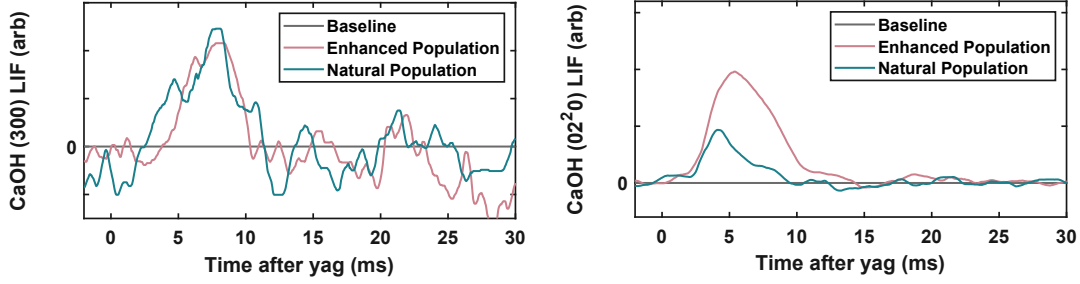 CaOH (300) LIF (arb)
0
Baseline
Enhanced Population
Natural Population
0 5 10 15 20 25 30
Time after yag (ms)
CaOH (02²0) LIF (arb)
0
Baseline
Enhanced Population
Natural Population
0 5 10 15 20 25 30
Time after yag (ms)